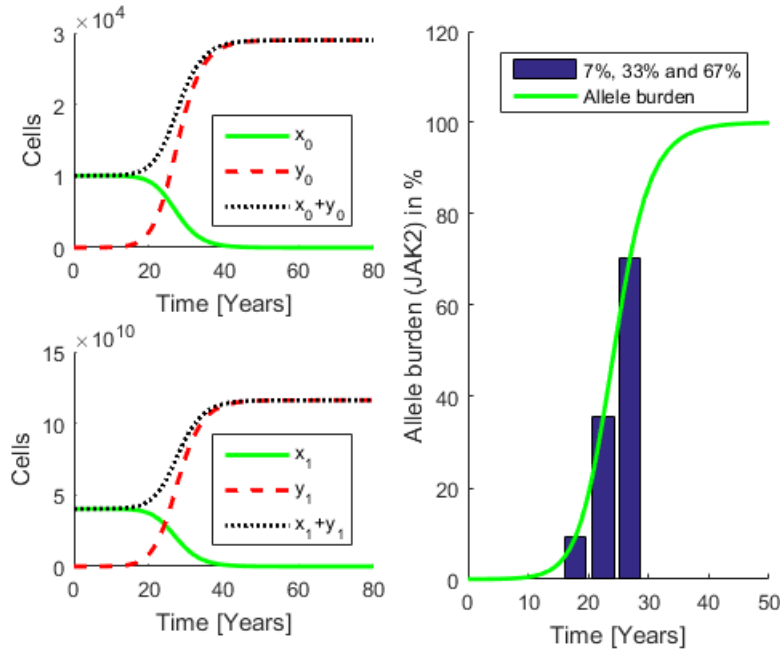 ×10^4
3
2
1
0
Cells
x_0
y_0
x_0+y_0
0 20 40 60 80
Time [Years]
×10^10
15
10
5
0
Cells
x_1
y_1
x_1+y_1
0 20 40 60 80
Time [Years]
120
100
80
60
40
20
0
Allele burden (JAK2) in %
7%, 33% and 67%
Allele burden
0 10 20 30 40 50
Time [Years]